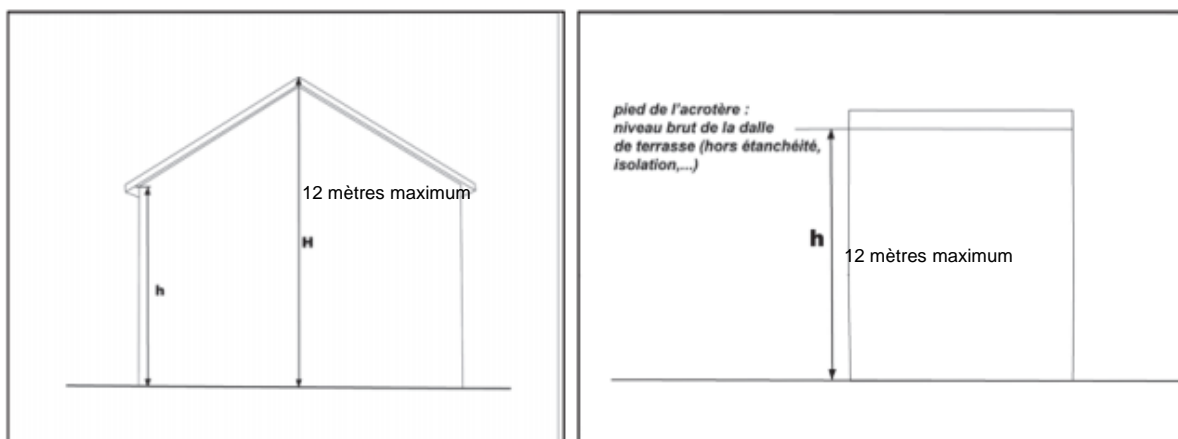 12 mètres maximum
H
h
pied de l'acrotère :
niveau brut de la dalle
de terrasse (hors étanchéité,
isolation,...)
h
12 mètres maximum